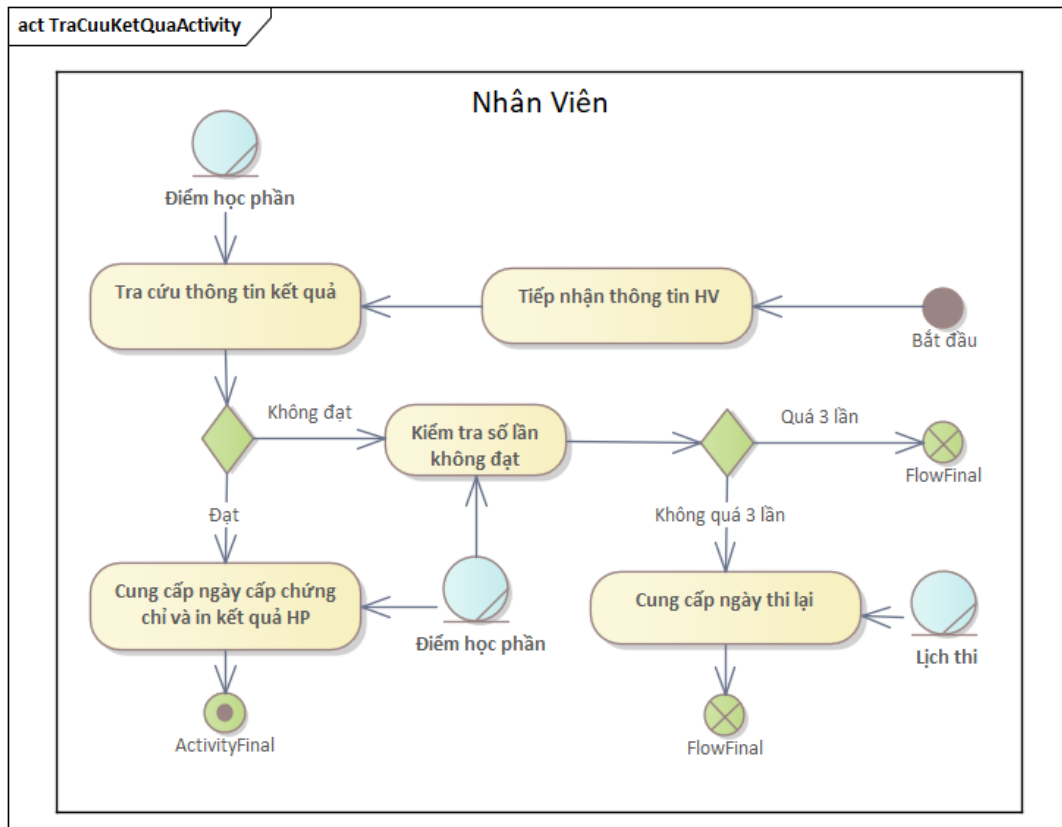 act TraCuuKetQuaActivity
Nhân Viên
Điểm học phần
Tra cứu thông tin kết quả
Tiếp nhận thông tin HV
Bắt đầu
Không đạt
Kiểm tra số lần
không đạt
Quá 3 lần
FlowFinal
Đạt
Không quá 3 lần
Cung cấp ngày cấp chứng
chỉ và in kết quả HP
Điểm học phần
Cung cấp ngày thi lại
Lịch thi
ActivityFinal
FlowFinal